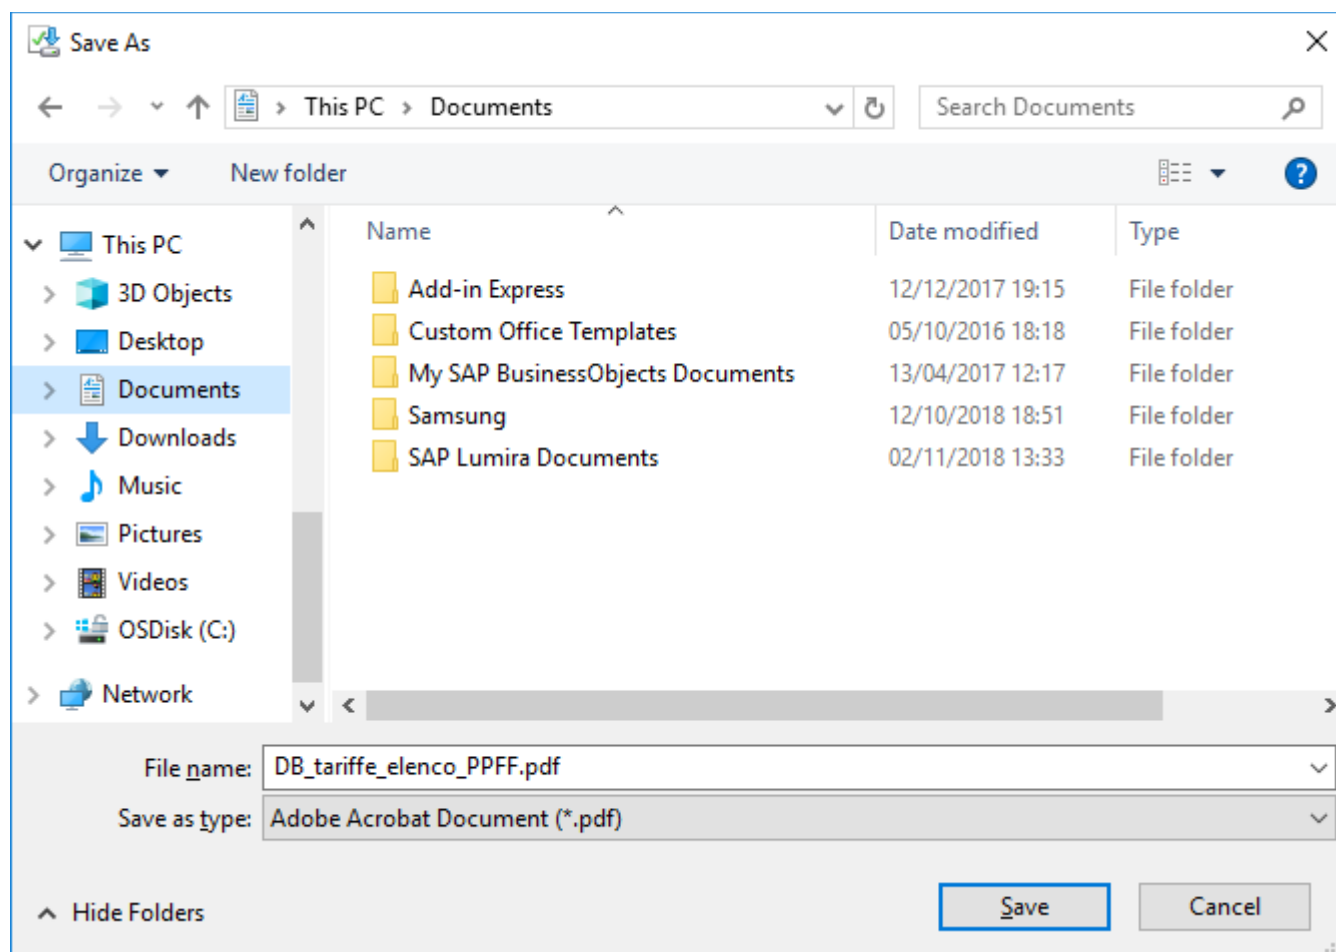 Save As
This PC > Documents
Search Documents
Organize
New folder
?
Name
Date modified
Type
This PC
3D Objects
Desktop
Documents
Downloads
Music
Pictures
Videos
OSDisk (C:)
Network
Add-in Express 12/12/2017 19:15 File folder
Custom Office Templates 05/10/2016 18:18 File folder
My SAP BusinessObjects Documents 13/04/2017 12:17 File folder
Samsung 12/10/2018 18:51 File folder
SAP Lumira Documents 02/11/2018 13:33 File folder
File name: DB_tariffe_elenco_PPFF.pdf
Save as type: Adobe Acrobat Document (*.pdf)
Hide Folders
Save
Cancel